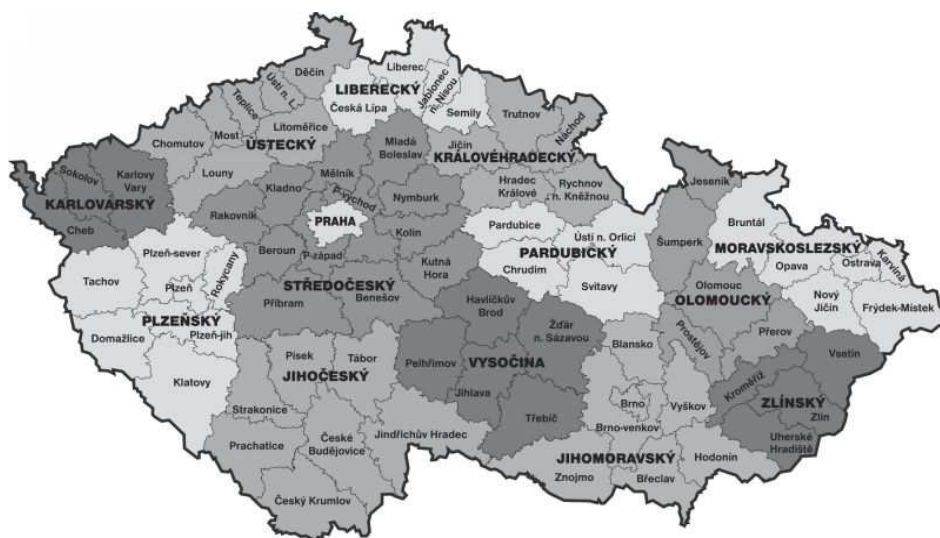 Děčín
Liberec
LIBERECKÝ
Jablonec
n. Nisou
Ústí n. L.
Teplice
Česká Lípa
Semily
Trutnov
Náchod
Most
Litoměřice
ÚSTECKÝ
Chomutov
Mladá
Boleslav
Jičín
KRÁLOVÉHRADECKÝ
Louny
Mělník
Sokolov
Karlovy
Vary
KARLOVARSKÝ
Cheb
Kladno
P-východ
Nymburk
Hradec
Králové
Rychnov
n. Kněžnou
Jeseník
Rakovník
PRAHA
Pardubice
Bruntál
Kolín
Ústí n. Orlicí
Šumperk
MORAVSKOSLEZSKÝ
Karviná
Plzeň-sever
Rokycany
Beroun
P-západ
Kutná
Hora
PARDUBICKÝ
Chrudim
Opava
Ostrava
Tachov
Plzeň
STŘEDOČESKÝ
Svitavy
Olomouc
OLOMOUCKÝ
Nový
Jičín
Frýdek-Místek
Příbram
Benešov
Havlíčkův
Brod
PLZEŇSKÝ
Domažlice
Plzeň-jih
Žďár
n. Sázavou
Prostějov
Přerov
Blansko
Vsetín
Písek
Tábor
JIHOČESKÝ
Pelhřimov
VYSOČINA
Klatovy
Kroměříž
Jihlava
ZLÍNSKÝ
Zlín
Strakonice
Třebíč
Brno
Vyškov
Brno-venkov
Prachatice
České
Budějovice
Jindřichův Hradec
Uherské
Hradiště
JIHOMORAVSKÝ
Hodonín
Znojmo
Břeclav
Český Krumlov